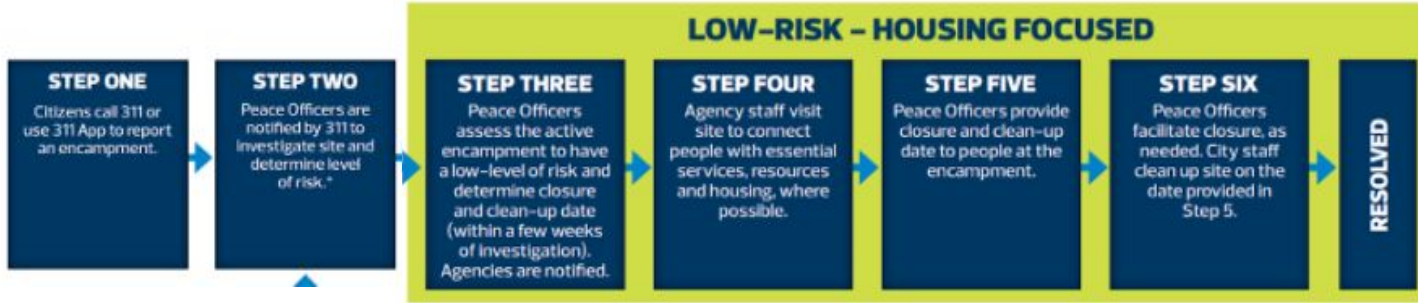 LOW-RISK – HOUSING FOCUSED
STEP ONE
Citizens call 311 or
use 311 App to report
an encampment.
STEP TWO
Peace Officers are
notified by 311 to
investigate site and
determine level
of risk.*
STEP THREE
Peace Officers
assess the active
encampment to have
a low-level of risk and
determine closure
and clean-up date
(within a few weeks
of investigation).
Agencies are notified.
STEP FOUR
Agency staff visit
site to connect
people with essential
services, resources
and housing, where
possible.
STEP FIVE
Peace Officers provide
closure and clean-up
date to people at the
encampment.
STEP SIX
Peace Officers
facilitate closure, as
needed. City staff
clean up site on the
date provided in
Step 5.
RESOLVED